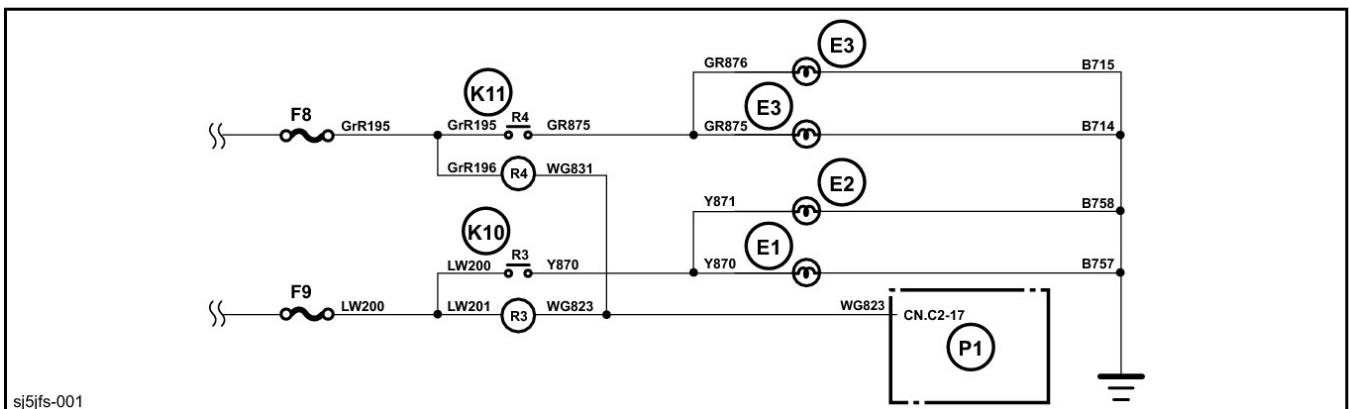 E3
GR876
B715
K11
E3
F8
R4
GrR195
GrR195
GR875
GR875
B714
GrR196
R4
WG831
E2
Y871
B758
K10
E1
R3
LW200
Y870
Y870
B757
F9
LW200
LW201
R3
WG823
WG823
CN.C2-17
P1
sj5jfs-001